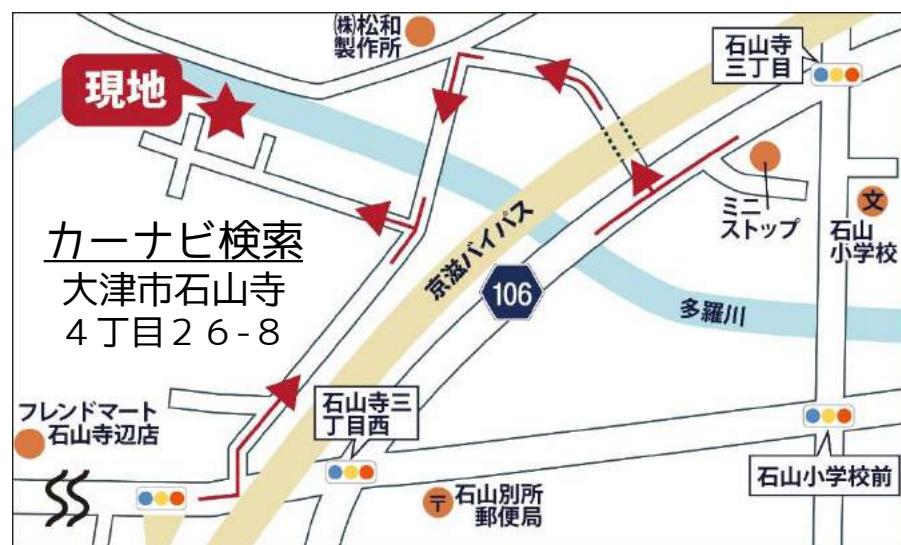 (株)松和
製作所
石山寺
三丁目
現地
ミニ
ストップ
文
石山
小学校
カーナビ検索
大津市石山寺
４丁目２６-８
京滋バイパス
106
多羅川
フレンドマート
石山寺辺店
石山寺三
丁目西
石山小学校前
〒
石山別所
郵便局